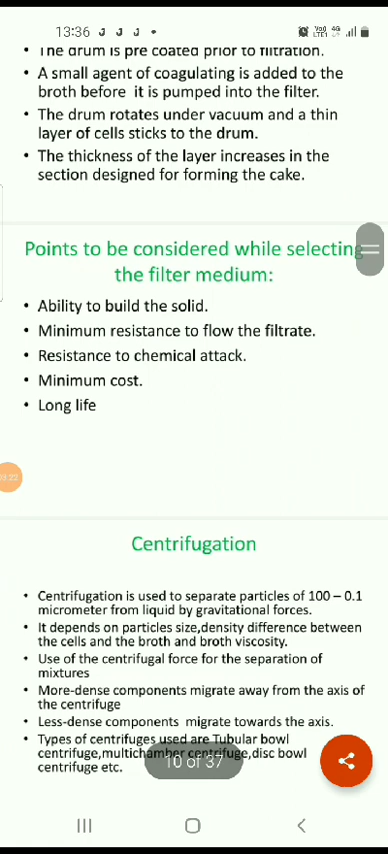 13:36 J J J •
• The drum is pre coated prior to filtration.
• A small agent of coagulating is added to the
broth before it is pumped into the filter.
• The drum rotates under vacuum and a thin
layer of cells sticks to the drum.
• The thickness of the layer increases in the
section designed for forming the cake.
Points to be considered while selecting
the filter medium:
• Ability to build the solid.
• Minimum resistance to flow the filtrate.
• Resistance to chemical attack.
• Minimum cost.
• Long life
Centrifugation
• Centrifugation is used to separate particles of 100 – 0.1
micrometer from liquid by gravitational forces.
• It depends on particles size,density difference between
the cells and the broth and broth viscosity.
• Use of the centrifugal force for the separation of
mixtures
• More-dense components migrate away from the axis of
the centrifuge
• Less-dense components migrate towards the axis.
• Types of centrifuges used are Tubular bowl
centrifuge,multichamber centrifuge,disc bowl
centrifuge etc.
10 of 37